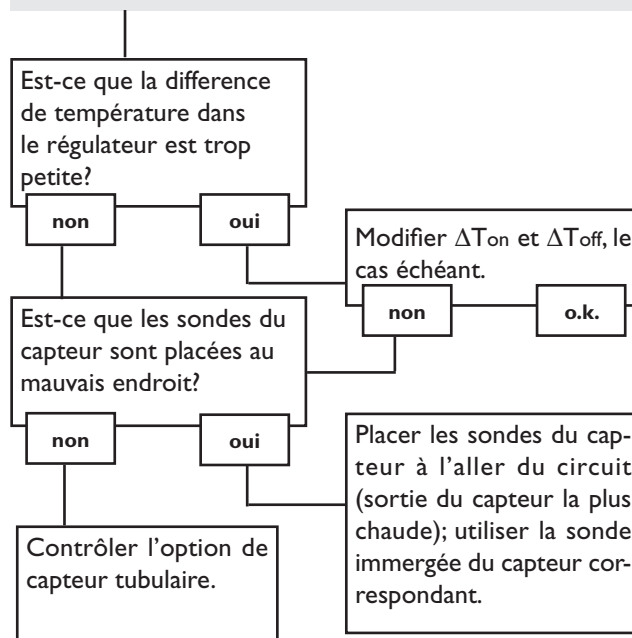 Est-ce que la difference
de température dans
le régulateur est trop
petite?
non
oui
Modifier ΔTon et ΔToff, le
cas échéant.
non
o.k.
Est-ce que les sondes du
capteur sont placées au
mauvais endroit?
non
oui
Placer les sondes du cap-
teur à l'aller du circuit
(sortie du capteur la plus
chaude); utiliser la sonde
immergée du capteur cor-
respondant.
Contrôler l'option de
capteur tubulaire.